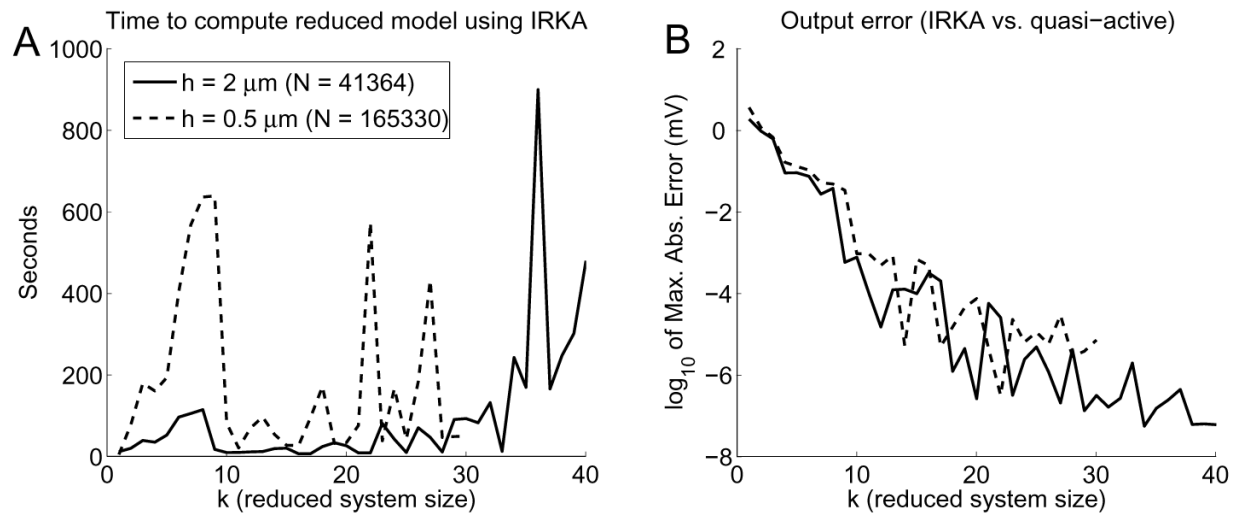 A
Time to compute reduced model using IRKA
1000
800
600
400
200
0
Seconds
h = 2 μm (N = 41364)
h = 0.5 μm (N = 165330)
0 10 20 30 40
k (reduced system size)
B
Output error (IRKA vs. quasi−active)
2
0
−2
−4
−6
−8
log10 of Max. Abs. Error (mV)
0 10 20 30 40
k (reduced system size)